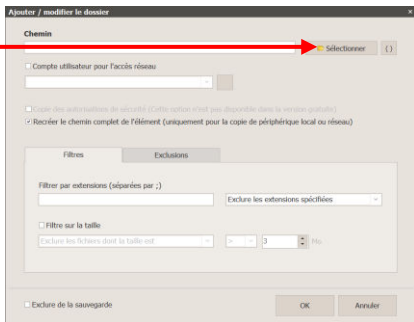 Ajouter / modifier le dossier
Chemin
Sélectionner
( )
Compte utilisateur pour l'accès réseau
Copie des autorisations de sécurité (Cette option n'est pas disponible dans la version gratuite)
Recréer le chemin complet de l'élément (uniquement pour la copie de périphérique local ou réseau)
Filtres Exclusions
Filtrer par extensions (séparées par ;)
Exclure les extensions spécifiées
Filtre sur la taille
Exclure les fichiers dont la taille est > 3 Mo.
Exclure de la sauvegarde
OK Annuler